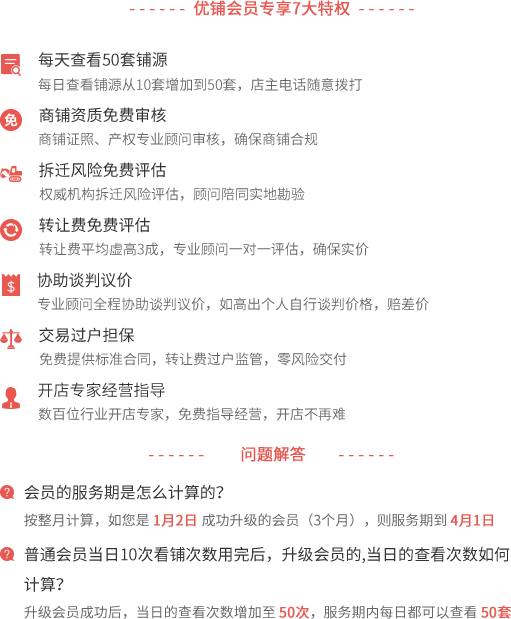 优铺会员专享7大特权
每天查看50套铺源
每日查看铺源从10套增加到50套，店主电话随意拨打
免
商铺资质免费审核
商铺证照、产权专业顾问审核，确保商铺合规
拆迁风险免费评估
权威机构拆迁风险评估，顾问陪同实地勘验
转让费免费评估
转让费平均虚高3成，专业顾问一对一评估，确保实价
$
协助谈判议价
专业顾问全程协助谈判议价，如高出个人自行谈判价格，赔差价
交易过户担保
免费提供标准合同，转让费过户监管，零风险交付
开店专家经营指导
数百位行业开店专家，免费指导经营，开店不再难
问题解答
? 会员的服务期是怎么计算的？
按整月计算，如您是 1月2日 成功升级的会员（3个月），则服务期到 4月1日
? 普通会员当日10次看铺次数用完后，升级会员的,当日的查看次数如何
计算？
升级会员成功后，当日的查看次数增加至 50次，服务期内每日都可以查看 50套